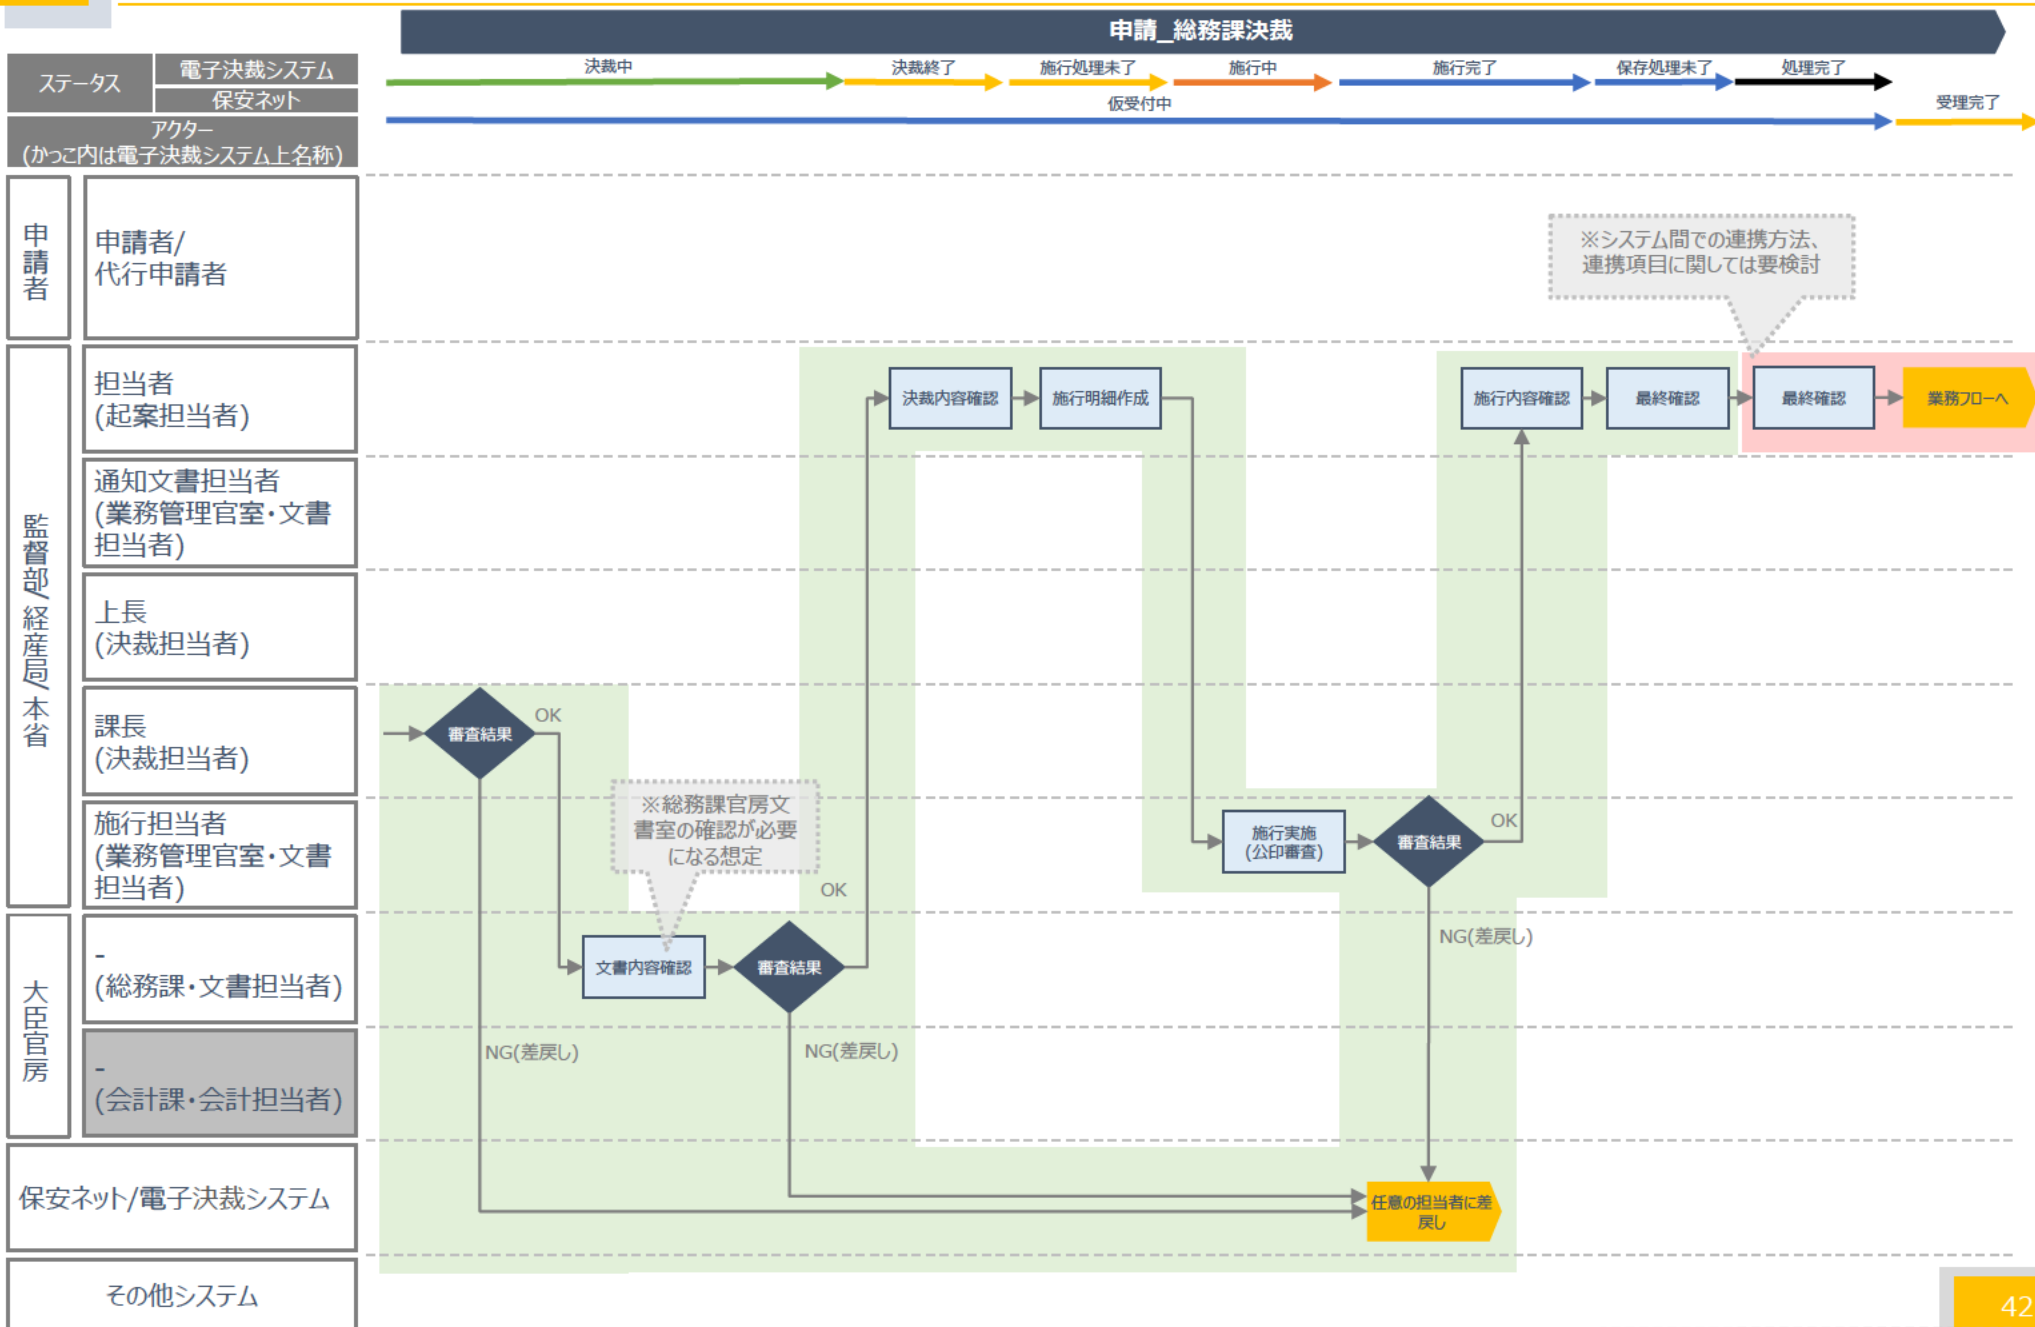 申請_総務課決裁
ステータス
電子決裁システム
保安ネット
決裁中
決裁終了
施行処理未了
施行中
施行完了
保存処理未了
処理完了
仮受付中
受理完了
アクター
(かっこ内は電子決裁システム上名称)
申請者
申請者/
代行申請者
※システム間での連携方法、
連携項目に関しては要検討
監督部/経産局/本省
担当者
(起案担当者)
決裁内容確認
施行明細作成
施行内容確認
最終確認
最終確認
業務フローへ
通知文書担当者
(業務管理官室・文書
担当者)
上長
(決裁担当者)
課長
(決裁担当者)
審査結果
OK
※総務課官房文
書室の確認が必要
になる想定
施行担当者
(業務管理官室・文書
担当者)
施行実施
(公印審査)
審査結果
OK
OK
NG(差戻し)
大臣官房
-
(総務課・文書担当者)
文書内容確認
審査結果
NG(差戻し)
NG(差戻し)
-
(会計課・会計担当者)
保安ネット/電子決裁システム
任意の担当者に差
戻し
その他システム
42